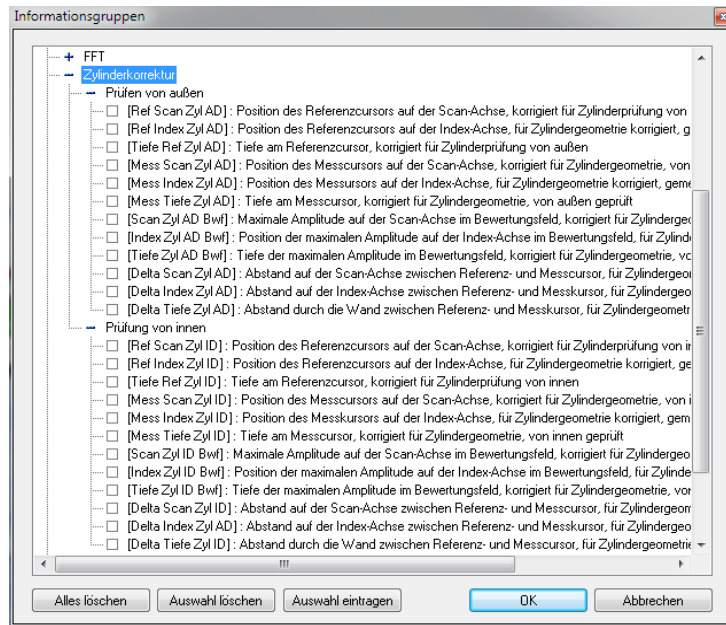 Informationsgruppen
FFT
Zylinderkorrektur
Prüfen von außen
[Ref Scan Zyl AD] : Position des Referenzcursors auf der Scan-Achse, korrigiert für Zylinderprüfung von
[Ref Index Zyl AD] : Position des Referenzcursors auf der Index-Achse, für Zylindergeometrie korrigiert, g
[Tiefe Ref Zyl AD] : Tiefe am Referenzcursor, korrigiert für Zylinderprüfung von außen
[Mess Scan Zyl AD] : Position des Messcursors auf der Scan-Achse, korrigiert für Zylindergeometrie, von
[Mess Index Zyl AD] : Position des Messursors auf der Index-Achse, für Zylindergeometrie korrigiert, geme
[Mess Tiefe Zyl AD] : Tiefe am Messcursor, korrigiert für Zylindergeometrie, von außen geprüft
[Scan Zyl AD Bwf] : Maximale Amplitude auf der Scan-Achse im Bewertungsfeld, korrigiert für Zylindergeo
[Index Zyl AD Bwf] : Position der maximalen Amplitude auf der Index-Achse im Bewertungsfeld, für Zylinde
[Tiefe Zyl AD Bwf] : Tiefe der maximalen Amplitude im Bewertungsfeld, korrigiert für Zylindergeometrie, vo
[Delta Scan Zyl AD] : Abstand auf der Scan-Achse zwischen Referenz- und Messcursor, für Zylindergeor
[Delta Index Zyl AD] : Abstand auf der Index-Achse zwischen Referenz- und Messkursor, für Zylindergeo
[Delta Tiefe Zyl AD] : Abstand durch die Wand zwischen Referenz- und Messkursor, für Zylindergeometr
Prüfung von innen
[Ref Scan Zyl ID] : Position des Referenzcursors auf der Scan-Achse, korrigiert für Zylinderprüfung von ir
[Ref Index Zyl ID] : Position des Referenzcursors auf der Index-Achse, für Zylindergeometrie korrigiert, ge
[Tiefe Ref Zyl ID] : Tiefe am Referenzcursor, korrigiert für Zylinderprüfung von innen
[Mess Scan Zyl ID] : Position des Messcursors auf der Scan-Achse, korrigiert für Zylindergeometrie, von i
[Mess Index Zyl ID] : Position des Messkursors auf der Index-Achse, für Zylindergeometrie korrigiert, gem
[Mess Tiefe Zyl ID] : Tiefe am Messcursor, korrigiert für Zylindergeometrie, von innen geprüft
[Scan Zyl ID Bwf] : Maximale Amplitude auf der Scan-Achse im Bewertungsfeld, korrigiert für Zylindergeo
[Index Zyl ID Bwf] : Position der maximalen Amplitude auf der Index-Achse im Bewertungsfeld, für Zylinde
[Tiefe Zyl ID Bwf] : Tiefe der maximalen Amplitude im Bewertungsfeld, korrigiert für Zylindergeometrie, vor
[Delta Scan Zyl ID] : Abstand auf der Scan-Achse zwischen Referenz- und Messcursor, für Zylindergeom
[Delta Index Zyl ID] : Abstand auf der Index-Achse zwischen Referenz- und Messkursor, für Zylindergeo
[Delta Tiefe Zyl ID] : Abstand durch die Wand zwischen Referenz- und Messcursor, für Zylindergeometrie
Alles löschen Auswahl löschen Auswahl eintragen OK Abbrechen